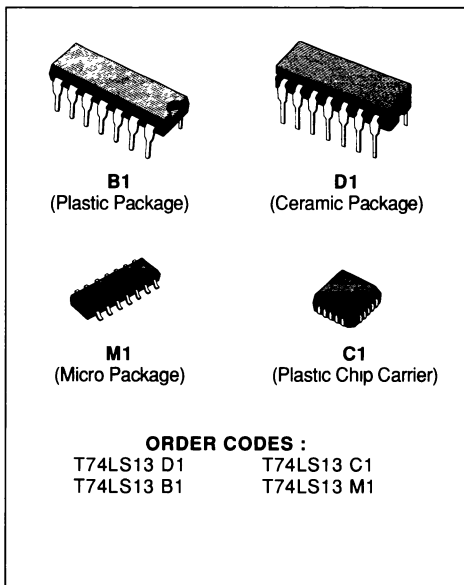 B1
(Plastic Package)
D1
(Ceramic Package)
M1
(Micro Package)
C1
(Plastic Chip Carrier)
ORDER CODES :
T74LS13 D1 T74LS13 C1
T74LS13 B1 T74LS13 M1